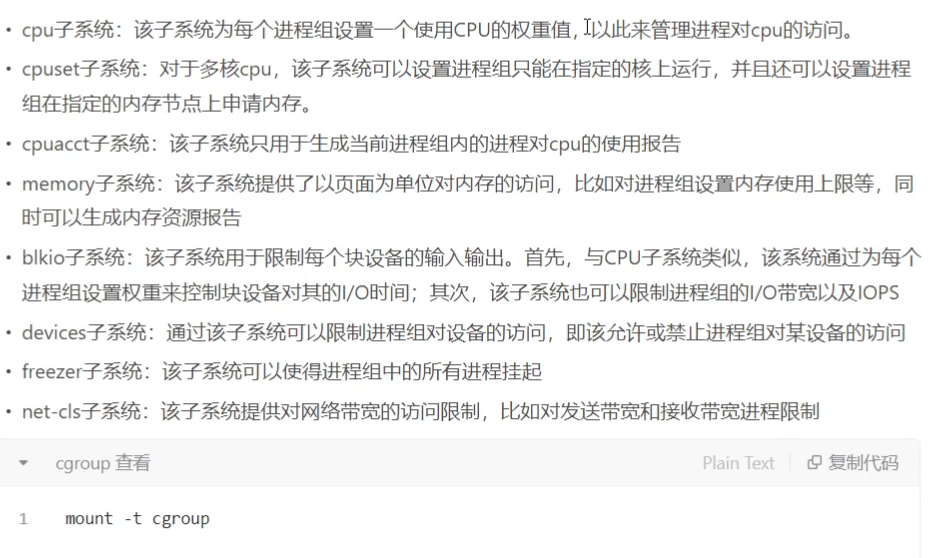 • cpu子系统：该子系统为每个进程组设置一个使用CPU的权重值，以此来管理进程对cpu的访问。
• cpuset子系统：对于多核cpu，该子系统可以设置进程组只能在指定的核上运行，并且还可以设置进程
组在指定的内存节点上申请内存。
• cpuacct子系统：该子系统只用于生成当前进程组内的进程对cpu的使用报告
• memory子系统：该子系统提供了以页面为单位对内存的访问，比如对进程组设置内存使用上限等，同
时可以生成内存资源报告
• blkio子系统：该子系统用于限制每个块设备的输入输出。首先，与CPU子系统类似，该系统通过为每个
进程组设置权重来控制块设备对其的I/O时间；其次，该子系统也可以限制进程组的I/O带宽以及IOPS
• devices子系统：通过该子系统可以限制进程组对设备的访问，即该允许或禁止进程组对某设备的访问
• freezer子系统：该子系统可以使得进程组中的所有进程挂起
• net-cls子系统：该子系统提供对网络带宽的访问限制，比如对发送带宽和接收带宽进程限制
cgroup 查看 Plain Text 复制代码
1 mount -t cgroup